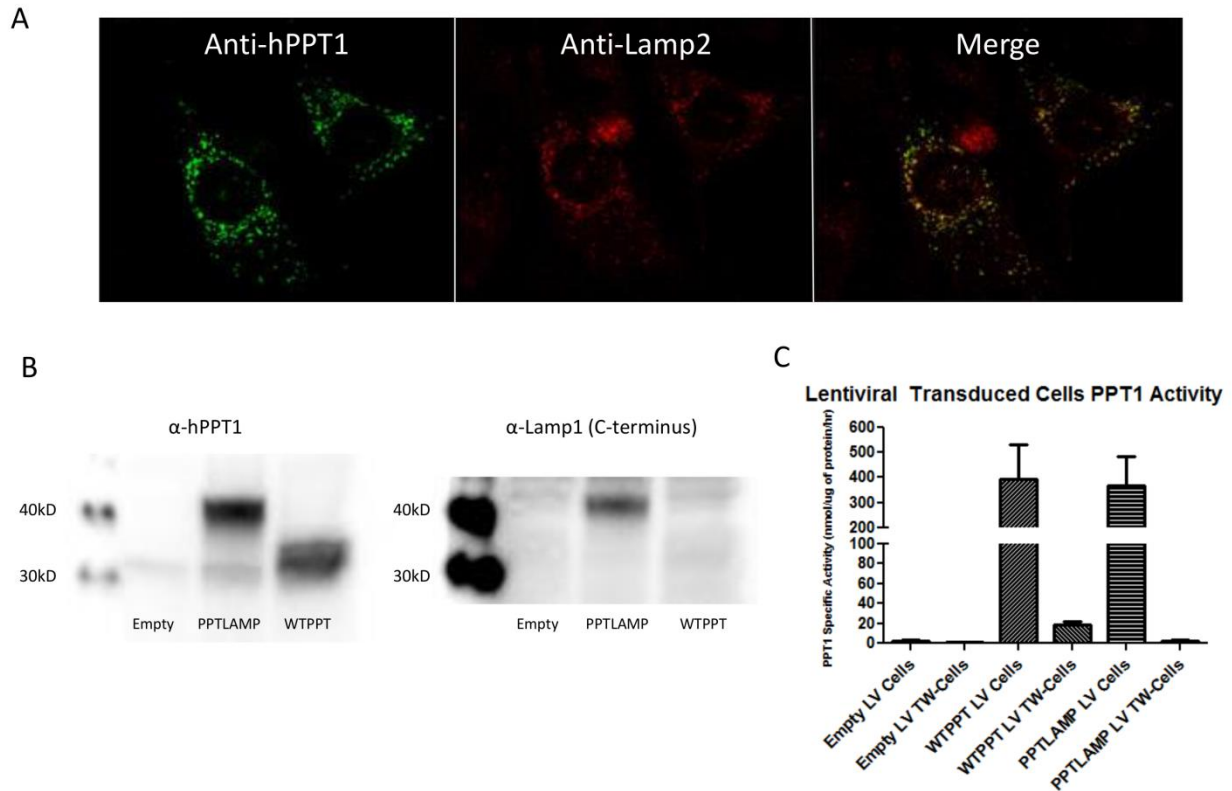 A
Anti-hPPT1 Anti-Lamp2 Merge
B
α-hPPT1
40kD
30kD
Empty PPTLAMP WTPPT
α-Lamp1 (C-terminus)
40kD
30kD
Empty PPTLAMP WTPPT
C
Lentiviral Transduced Cells PPT1 Activity
PPT1 Specific Activity (nmol/ug of protein/hr)
600
500
400
300
200
100
80
60
40
20
0
Empty LV Cells
Empty LV TW-Cells
WTPPT LV Cells
WTPPT LV TW-Cells
PPTLAMP LV Cells
PPTLAMP LV TW-Cells